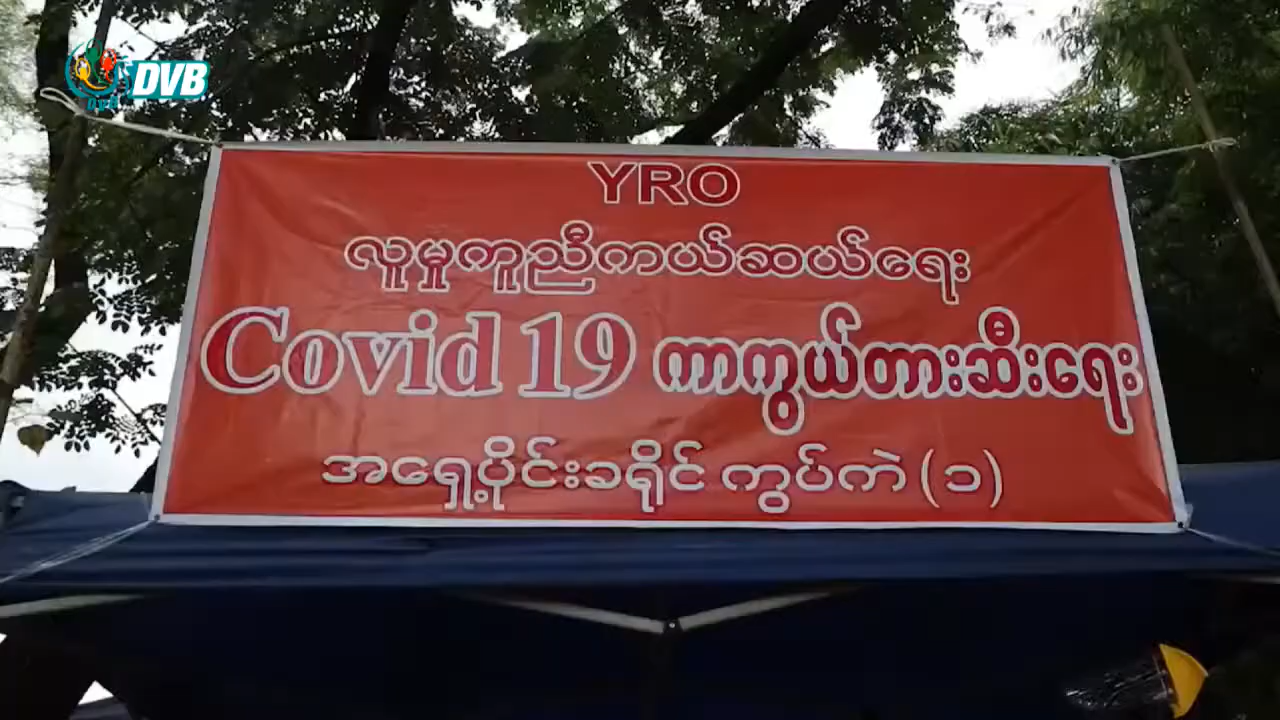 DVB
DVB
YRO
လူမှုကူညီကယ်ဆယ်ရေး
Covid 19 ကာကွယ်တားဆီးရေး
အရှေ့ပိုင်းခရိုင် ကွပ်ကဲ (၁)